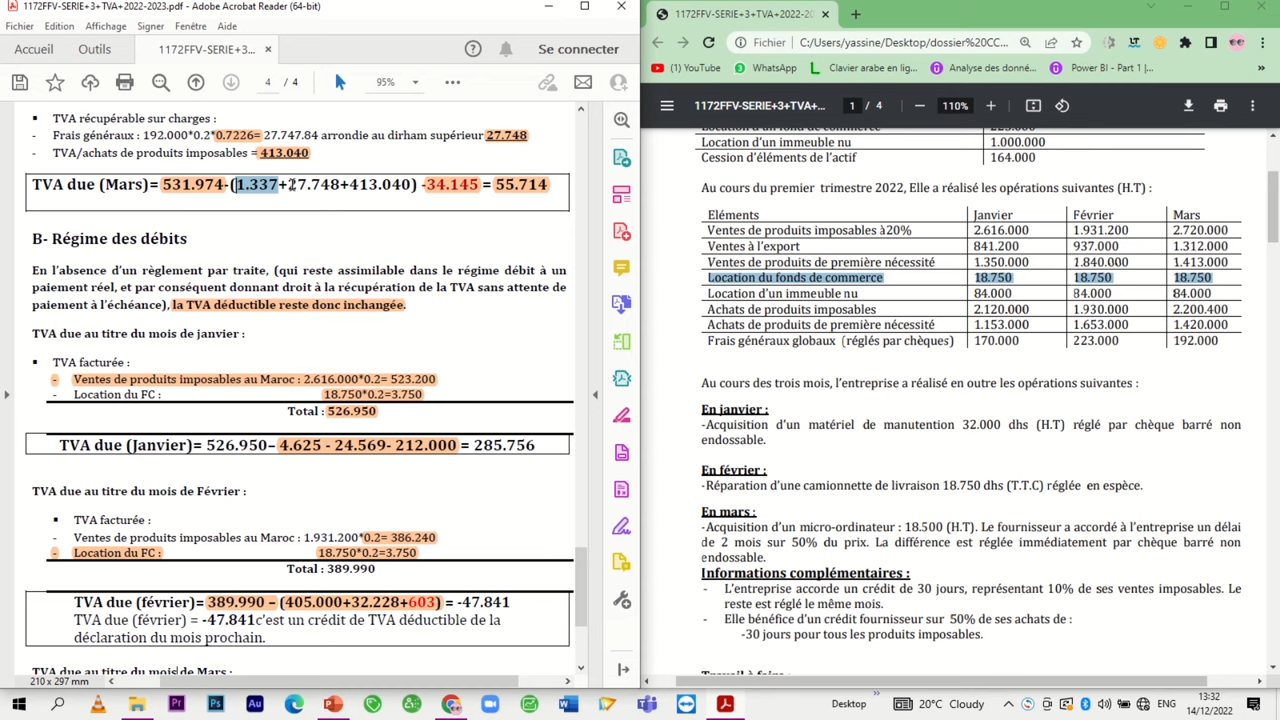 1172FFV-SERIE+3+TVA+2022-2023.pdf - Adobe Acrobat Reader (64-bit)
Fichier Edition Affichage Signer Fenêtre Aide
Accueil Outils 1172FFV-SERIE+3... × Se connecter
4 / 4 95%
▪ TVA récupérable sur charges :
- Frais généraux : 192.000*0.2*0.7226= 27.747.84 arrondie au dirham supérieur 27.748
- TVA/achats de produits imposables = 413.040
TVA due (Mars)= 531.974-(1.337+27.748+413.040) -34.145 = 55.714
B- Régime des débits
En l'absence d'un règlement par traite, (qui reste assimilable dans le régime débit à un
paiement réel, et par conséquent donnant droit à la récupération de la TVA sans attente de
paiement à l'échéance), la TVA déductible reste donc inchangée.
TVA due au titre du mois de janvier :
▪ TVA facturée :
- Ventes de produits imposables au Maroc : 2.616.000*0.2= 523.200
- Location du FC : 18.750*0.2=3.750
Total : 526.950
TVA due (Janvier)= 526.950– 4.625 - 24.569- 212.000 = 285.756
TVA due au titre du mois de Février :
▪ TVA facturée :
- Ventes de produits imposables au Maroc : 1.931.200*0.2= 386.240
- Location du FC : 18.750*0.2=3.750
Total : 389.990
TVA due (février)= 389.990 – (405.000+32.228+603) = -47.841
TVA due (février) = -47.841c'est un crédit de TVA déductible de la
déclaration du mois prochain.
TVA due au titre du mois de Mars :
210 x 297 mm
1172FFV-SERIE+3+TVA+2022-20 × +
Fichier C:/Users/yassine/Desktop/dossier%20CC...
(1) YouTube WhatsApp Clavier arabe en lig... Analyse des donné... Power BI - Part 1 |... »
1172FFV-SERIE+3+TVA+... 1 / 4 110%
Location d'un fond de commerce 225.000
Location d'un immeuble nu 1.000.000
Cession d'éléments de l'actif 164.000
Au cours du premier trimestre 2022, Elle a réalisé les opérations suivantes (H.T) :
Eléments Janvier Février Mars
Ventes de produits imposables à20% 2.616.000 1.931.200 2.720.000
Ventes à l'export 841.200 937.000 1.312.000
Ventes de produits de première nécessité 1.350.000 1.840.000 1.413.000
Location du fonds de commerce 18.750 18.750 18.750
Location d'un immeuble nu 84.000 84.000 84.000
Achats de produits imposables 2.120.000 1.930.000 2.200.400
Achats de produits de première nécessité 1.153.000 1.653.000 1.420.000
Frais généraux globaux (réglés par chèques) 170.000 223.000 192.000
Au cours des trois mois, l'entreprise a réalisé en outre les opérations suivantes :
En janvier :
-Acquisition d'un matériel de manutention 32.000 dhs (H.T) réglé par chèque barré non
endossable.
En février :
-Réparation d'une camionnette de livraison 18.750 dhs (T.T.C) réglée en espèce.
En mars :
-Acquisition d'un micro-ordinateur : 18.500 (H.T). Le fournisseur a accordé à l'entreprise un délai
de 2 mois sur 50% du prix. La différence est réglée immédiatement par chèque barré non
endossable.
Informations complémentaires :
- L'entreprise accorde un crédit de 30 jours, représentant 10% de ses ventes imposables. Le
reste est réglé le même mois.
- Elle bénéficie d'un crédit fournisseur sur 50% de ses achats de :
-30 jours pour tous les produits imposables.
Travail à faire :
Desktop » 20°C Cloudy ENG 13:32
14/12/2022